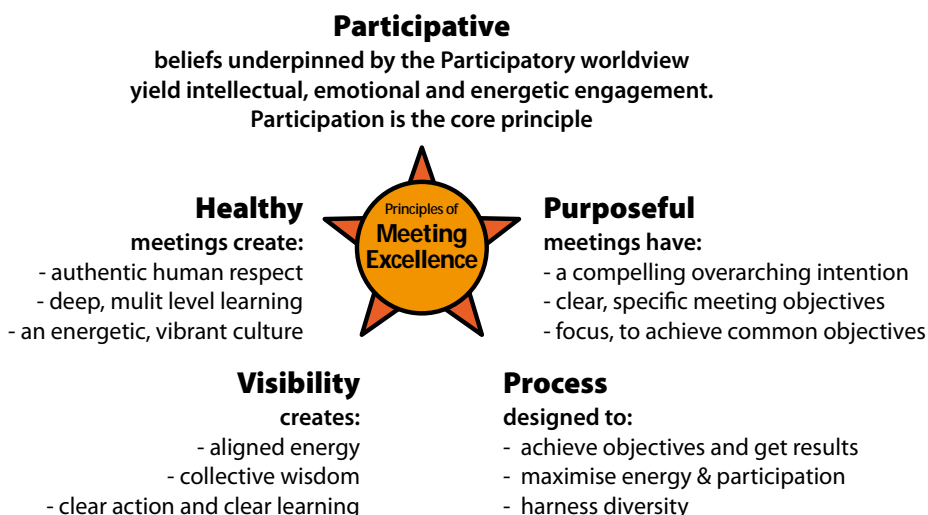 Participative
beliefs underpinned by the Participatory worldview
yield intellectual, emotional and energetic engagement.
Participation is the core principle
Principles of
Meeting
Excellence
Healthy
meetings create:
- authentic human respect
- deep, mulit level learning
- an energetic, vibrant culture
Purposeful
meetings have:
- a compelling overarching intention
- clear, specific meeting objectives
- focus, to achieve common objectives
Visibility
creates:
- aligned energy
- collective wisdom
- clear action and clear learning
Process
designed to:
- achieve objectives and get results
- maximise energy & participation
- harness diversity